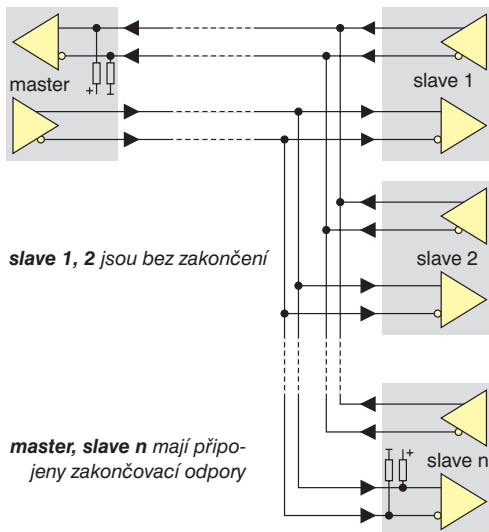 master
slave 1
+
slave 1, 2 jsou bez zakončení
slave 2
master, slave n mají připo-
jeny zakončovací odpory
+
slave n